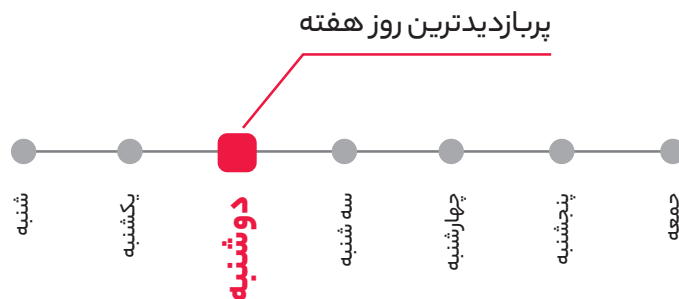 پربازدیدترین روز هفته
شنبه
یکشنبه
دوشنبه
سه شنبه
چهارشنبه
پنجشنبه
جمعه